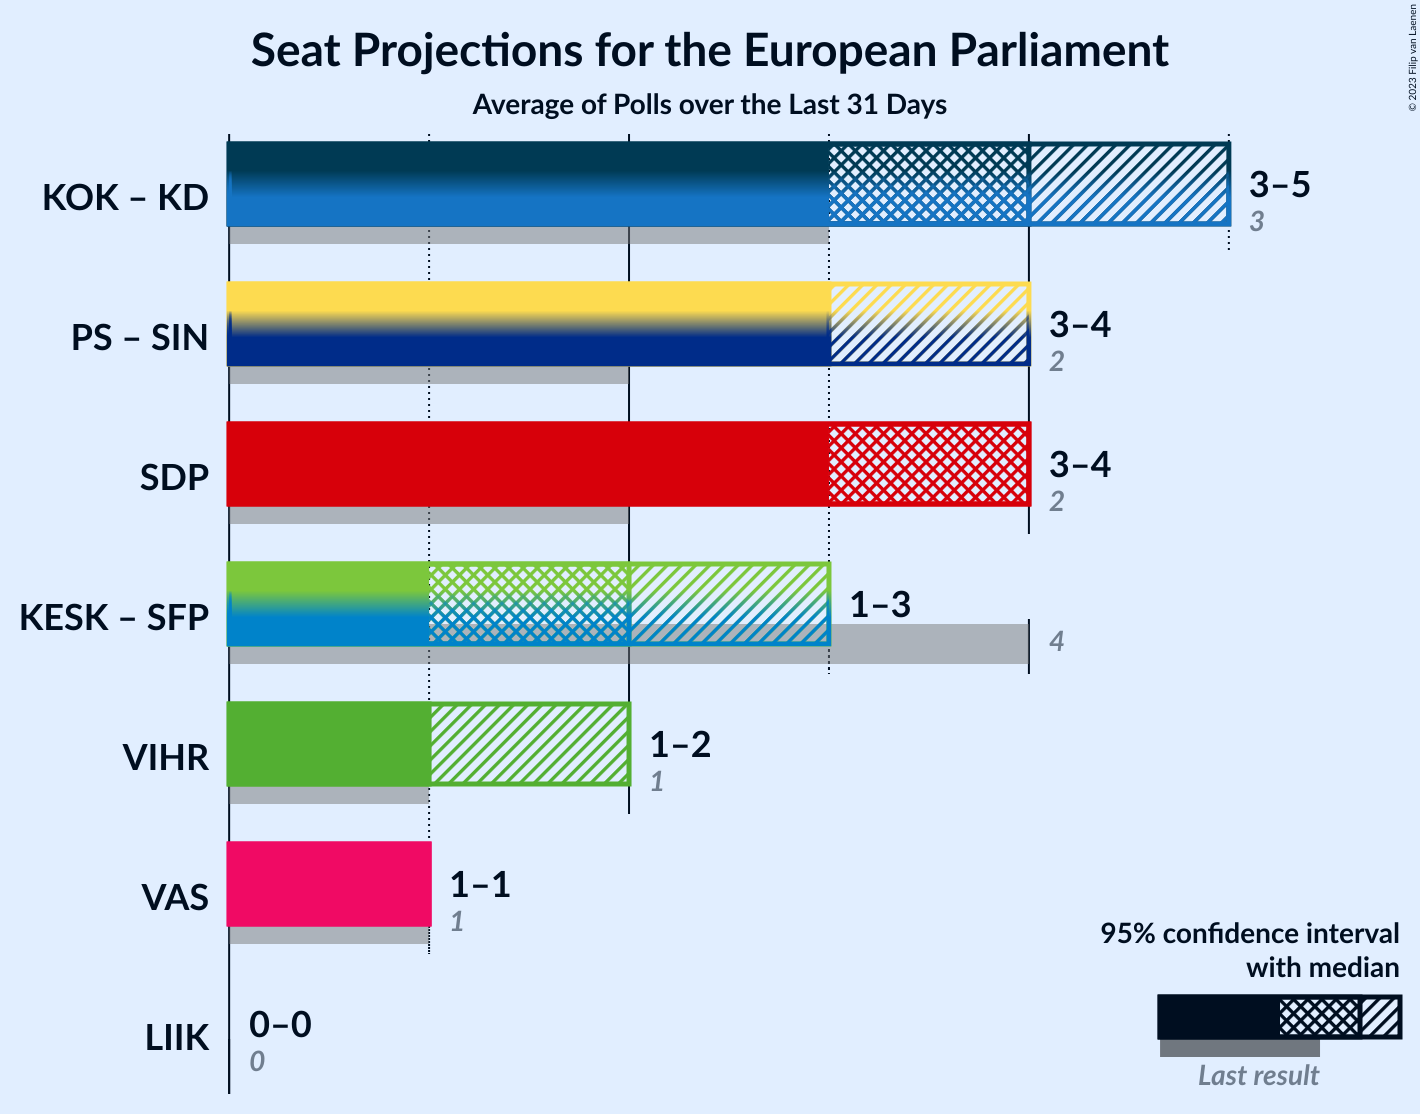 Seat Projections for the European Parliament
Average of Polls over the Last 31 Days
© 2023 Filip van Laenen
KOK – KD
3–5
3
PS – SIN
3–4
2
SDP
3–4
2
KESK – SFP
1–3
4
VIHR
1–2
1
VAS
1–1
1
LIIK
0–0
0
95% confidence interval
with median
Last result